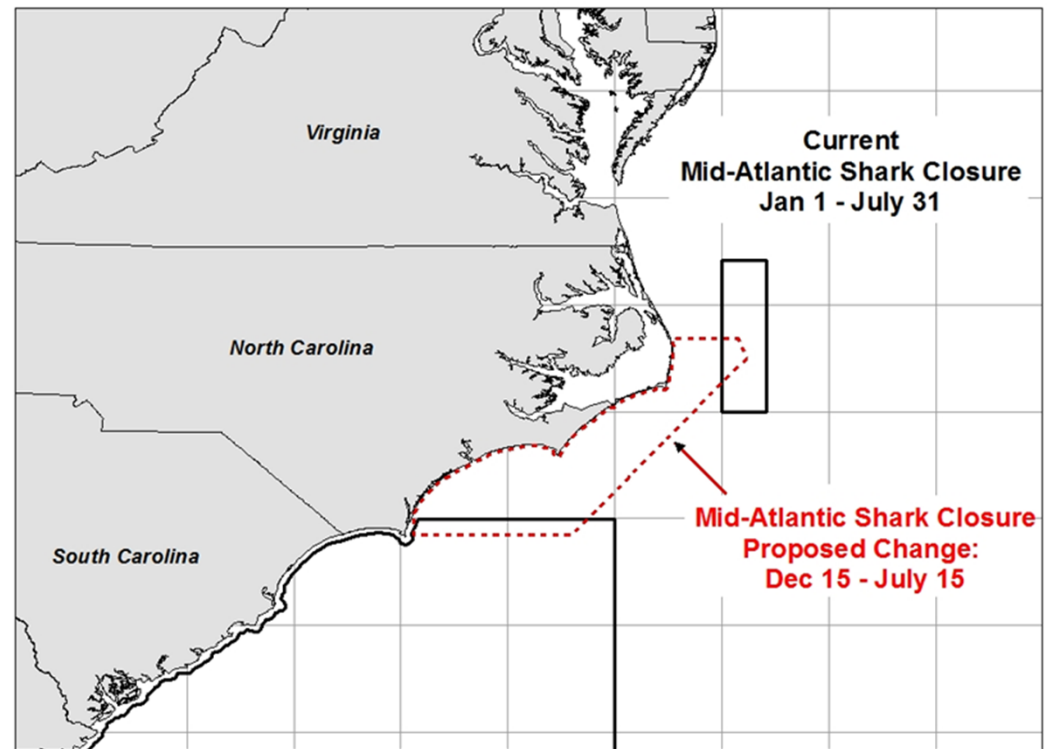 Virginia
Current
Mid-Atlantic Shark Closure
Jan 1 - July 31
North Carolina
Mid-Atlantic Shark Closure
Proposed Change:
Dec 15 - July 15
South Carolina